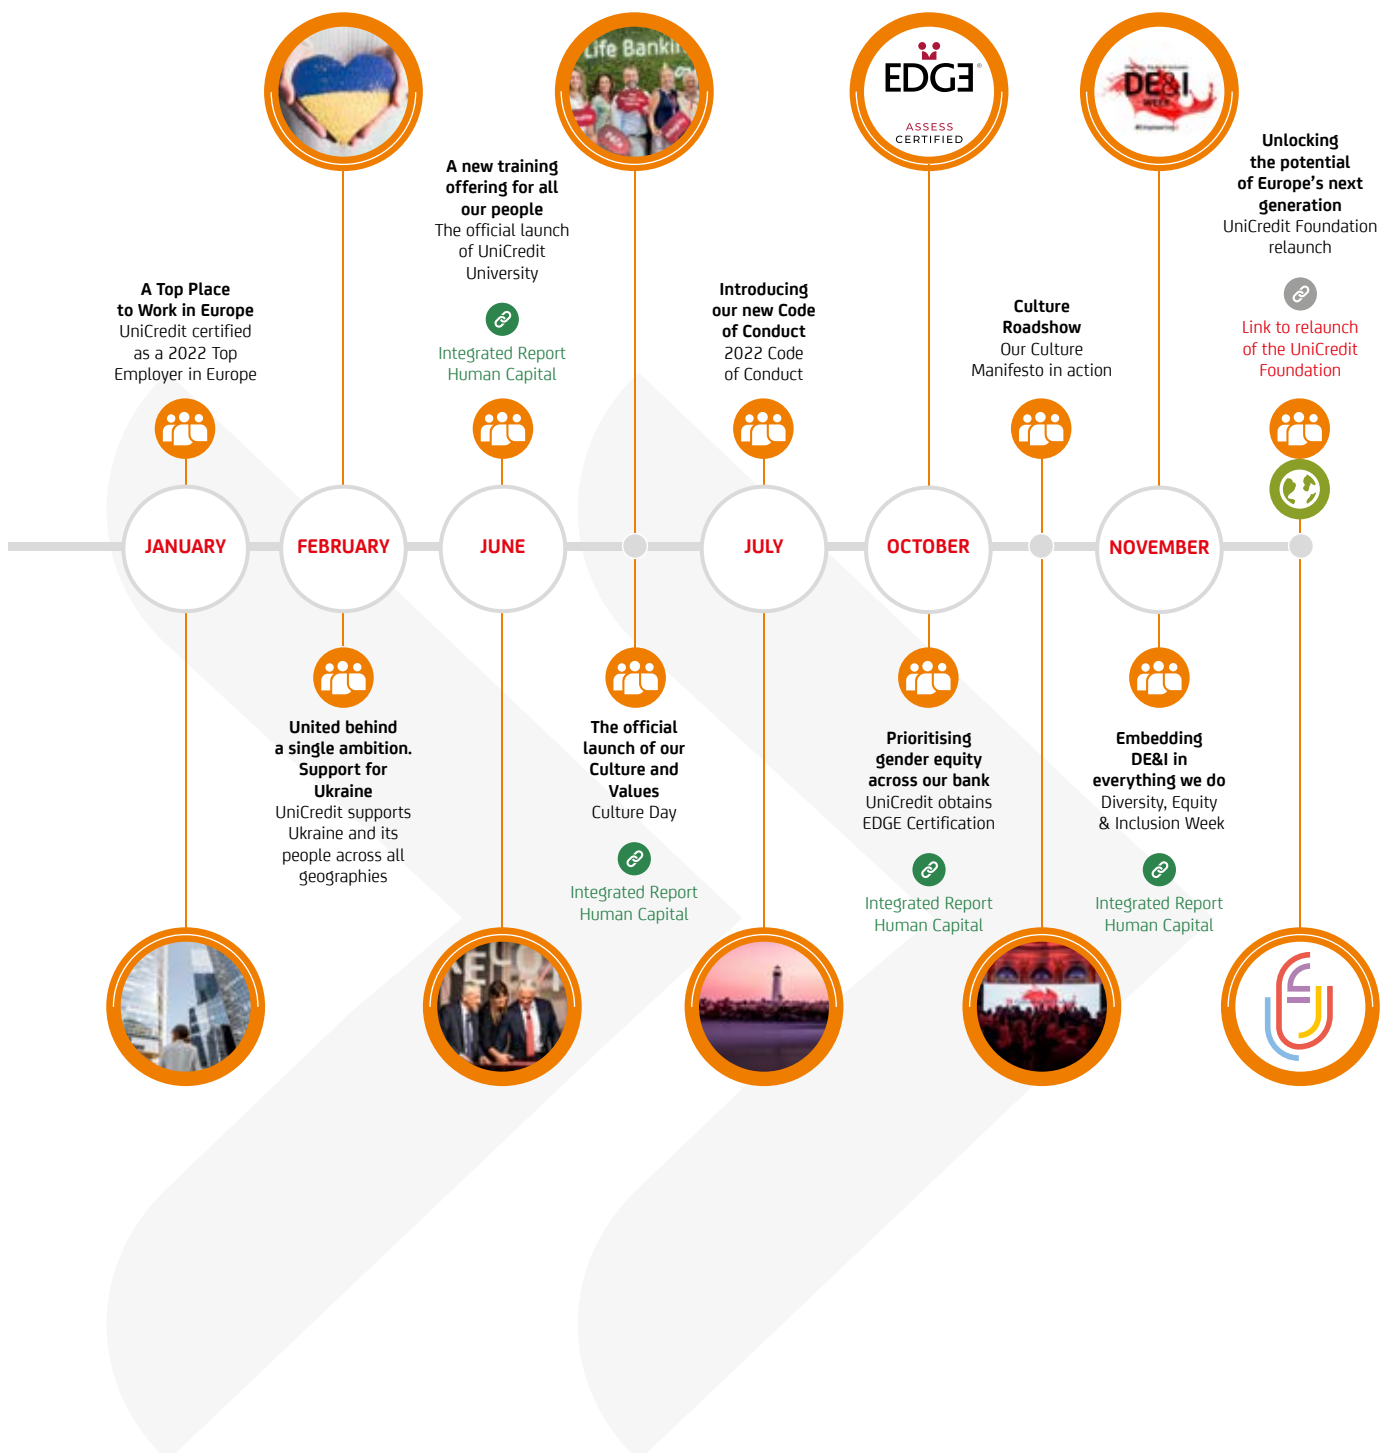 Life Bankin
EDGE
ASSESS
CERTIFIED
DE&I
WEEK
A new training
offering for all
our people
The official launch
of UniCredit
University
Integrated Report
Human Capital
Unlocking
the potential
of Europe's next
generation
UniCredit Foundation
relaunch
Link to relaunch
of the UniCredit
Foundation
A Top Place
to Work in Europe
UniCredit certified
as a 2022 Top
Employer in Europe
Introducing
our new Code
of Conduct
2022 Code
of Conduct
Culture
Roadshow
Our Culture
Manifesto in action
JANUARY
FEBRUARY
JUNE
JULY
OCTOBER
NOVEMBER
United behind
a single ambition.
Support for
Ukraine
UniCredit supports
Ukraine and its
people across all
geographies
The official
launch of our
Culture and
Values
Culture Day
Integrated Report
Human Capital
Prioritising
gender equity
across our bank
UniCredit obtains
EDGE Certification
Integrated Report
Human Capital
Embedding
DE&I in
everything we do
Diversity, Equity
& Inclusion Week
Integrated Report
Human Capital